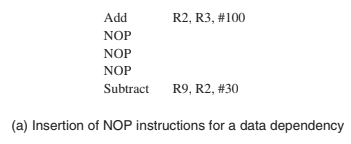 Add R2, R3, #100
NOP
NOP
NOP
Subtract R9, R2, #30
(a) Insertion of NOP instructions for a data dependency